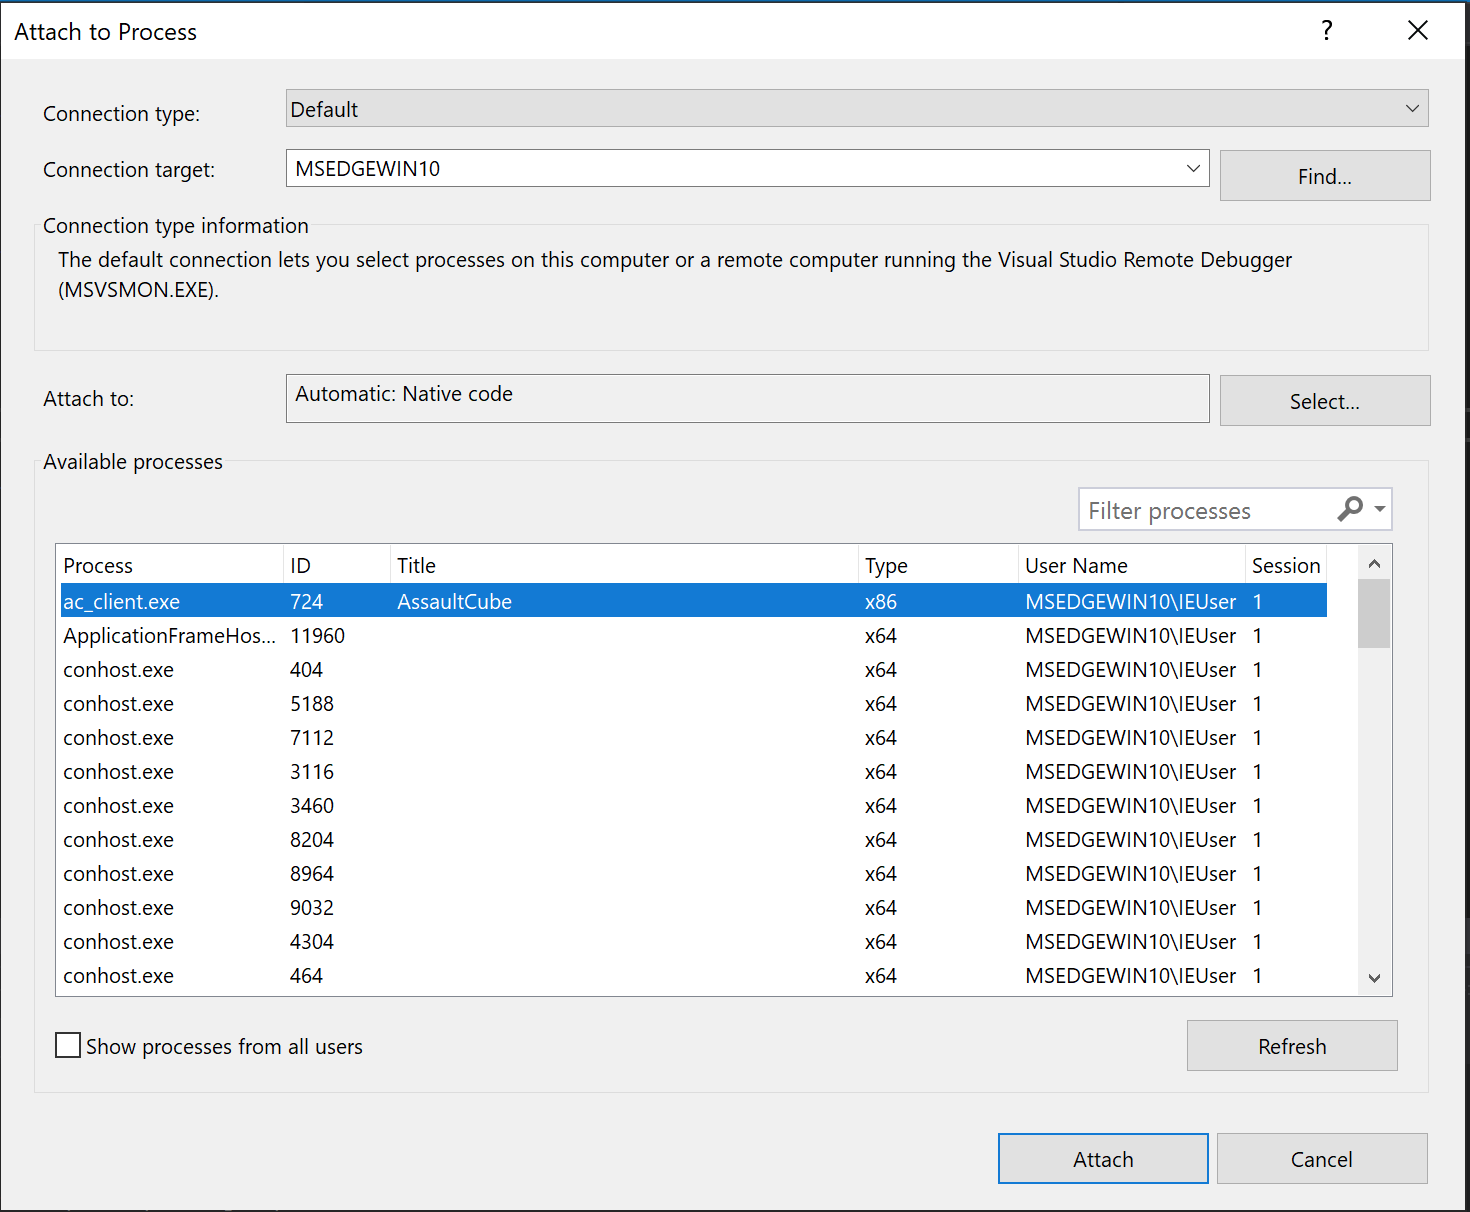 Attach to Process ?
Connection type: Default
Connection target: MSEDGEWIN10 Find...
Connection type information
The default connection lets you select processes on this computer or a remote computer running the Visual Studio Remote Debugger
(MSVSMON.EXE).
Attach to: Automatic: Native code Select...
Available processes
Filter processes
Process ID Title Type User Name Session
ac_client.exe 724 AssaultCube x86 MSEDGEWIN10\IEUser 1
ApplicationFrameHos... 11960 x64 MSEDGEWIN10\IEUser 1
conhost.exe 404 x64 MSEDGEWIN10\IEUser 1
conhost.exe 5188 x64 MSEDGEWIN10\IEUser 1
conhost.exe 7112 x64 MSEDGEWIN10\IEUser 1
conhost.exe 3116 x64 MSEDGEWIN10\IEUser 1
conhost.exe 3460 x64 MSEDGEWIN10\IEUser 1
conhost.exe 8204 x64 MSEDGEWIN10\IEUser 1
conhost.exe 8964 x64 MSEDGEWIN10\IEUser 1
conhost.exe 9032 x64 MSEDGEWIN10\IEUser 1
conhost.exe 4304 x64 MSEDGEWIN10\IEUser 1
conhost.exe 464 x64 MSEDGEWIN10\IEUser 1
Show processes from all users Refresh
Attach Cancel